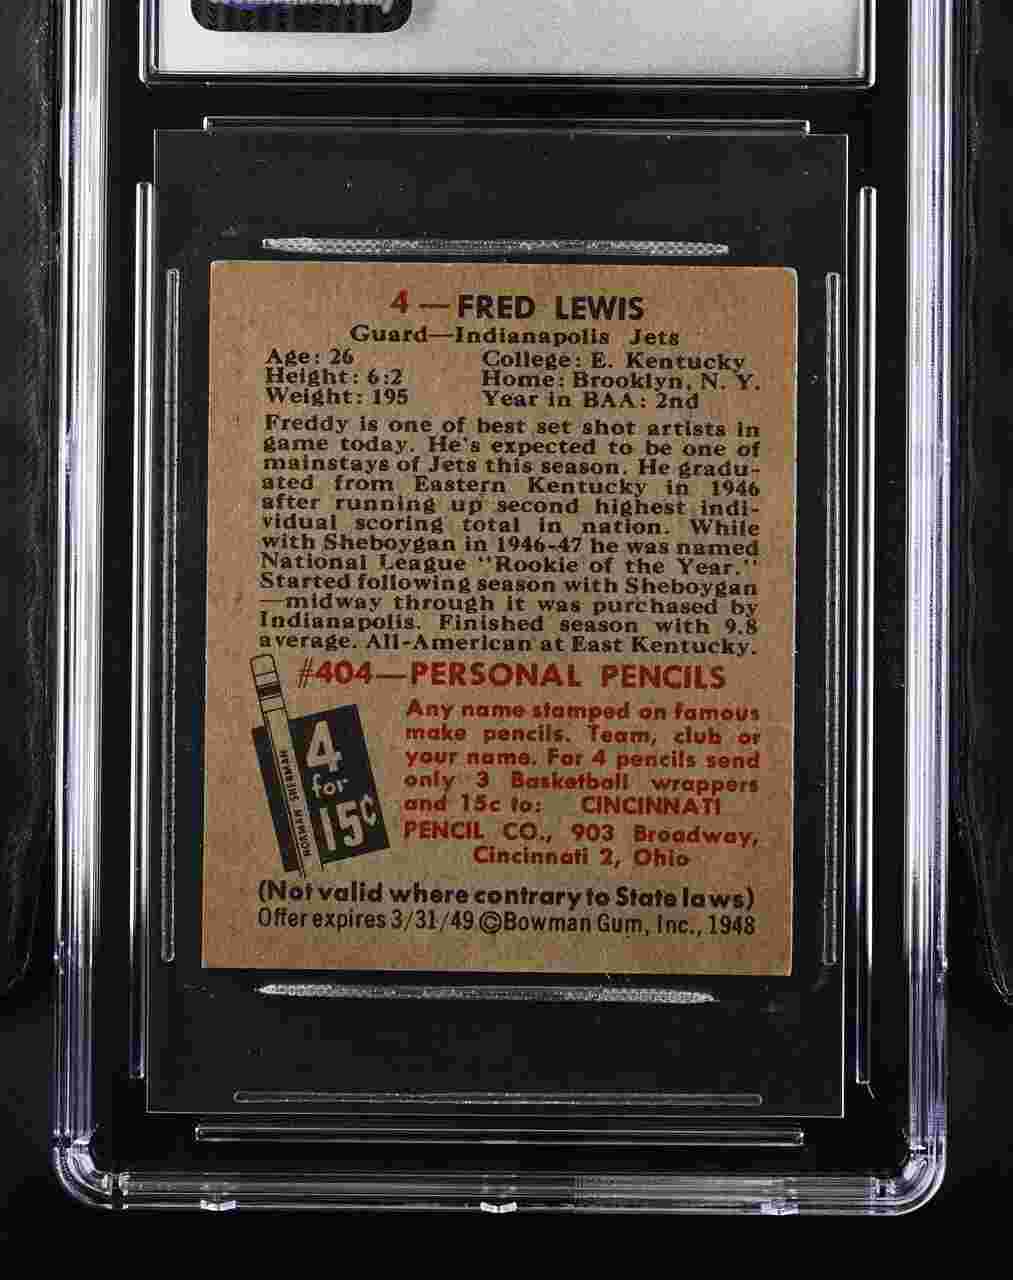 4 — FRED LEWIS
Guard—Indianapolis Jets
Age: 26 College: E. Kentucky
Height: 6:2 Home: Brooklyn, N. Y.
Weight: 195 Year in BAA: 2nd
Freddy is one of best set shot artists in
game today. He's expected to be one of
mainstays of Jets this season. He gradu-
ated from Eastern Kentucky in 1946
after running up second highest indi-
vidual scoring total in nation. While
with Sheboygan in 1946-47 he was named
National League "Rookie of the Year."
Started following season with Sheboygan
—midway through it was purchased by
Indianapolis. Finished season with 9.8
average. All-American at East Kentucky.
#404—PERSONAL PENCILS
Any name stamped on famous
make pencils. Team, club or
your name. For 4 pencils send
only 3 Basketball wrappers
and 15c to: CINCINNATI
PENCIL CO., 903 Broadway,
Cincinnati 2, Ohio
NORMAN SHERMAN
4
for
15¢
(Not valid where contrary to State laws)
Offer expires 3/31/49 ©Bowman Gum, Inc., 1948